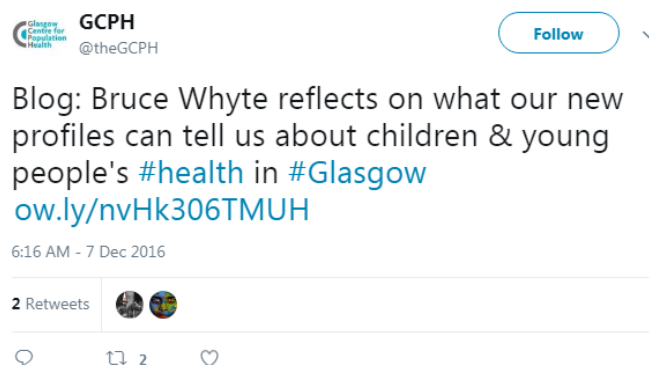 Glasgow
Centre for
Population
Health
GCPH
@theGCPH
Follow
Blog: Bruce Whyte reflects on what our new
profiles can tell us about children & young
people's #health in #Glasgow
ow.ly/nvHk306TMUH
6:16 AM - 7 Dec 2016
2 Retweets
2